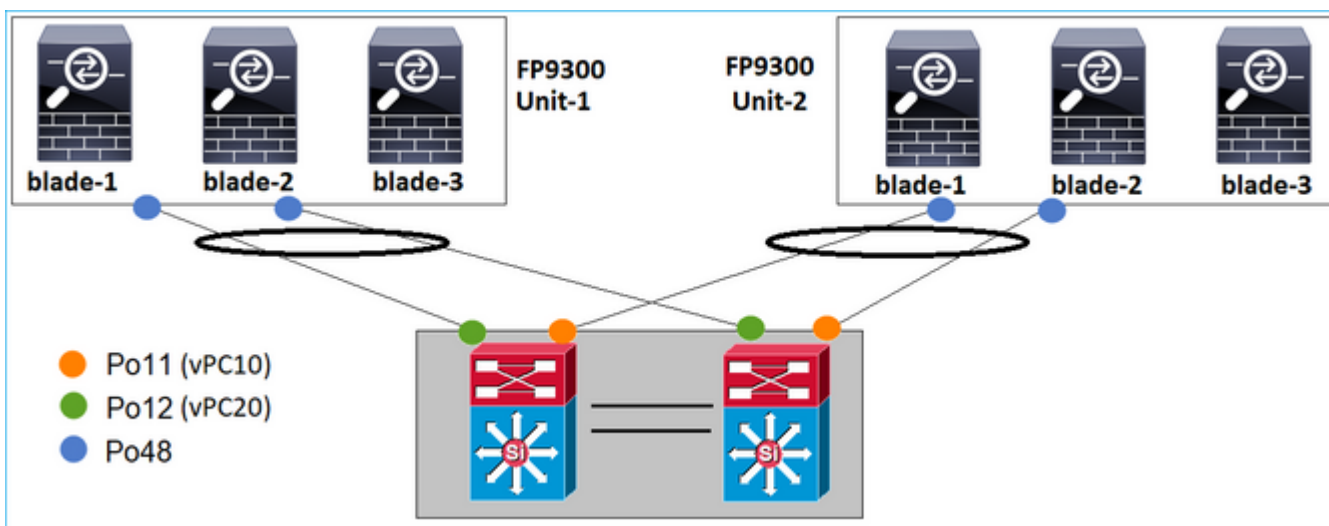 FP9300
Unit-1
blade-1
blade-2
blade-3
FP9300
Unit-2
blade-1
blade-2
blade-3
Po11 (vPC10)
Po12 (vPC20)
Po48
Si
Si